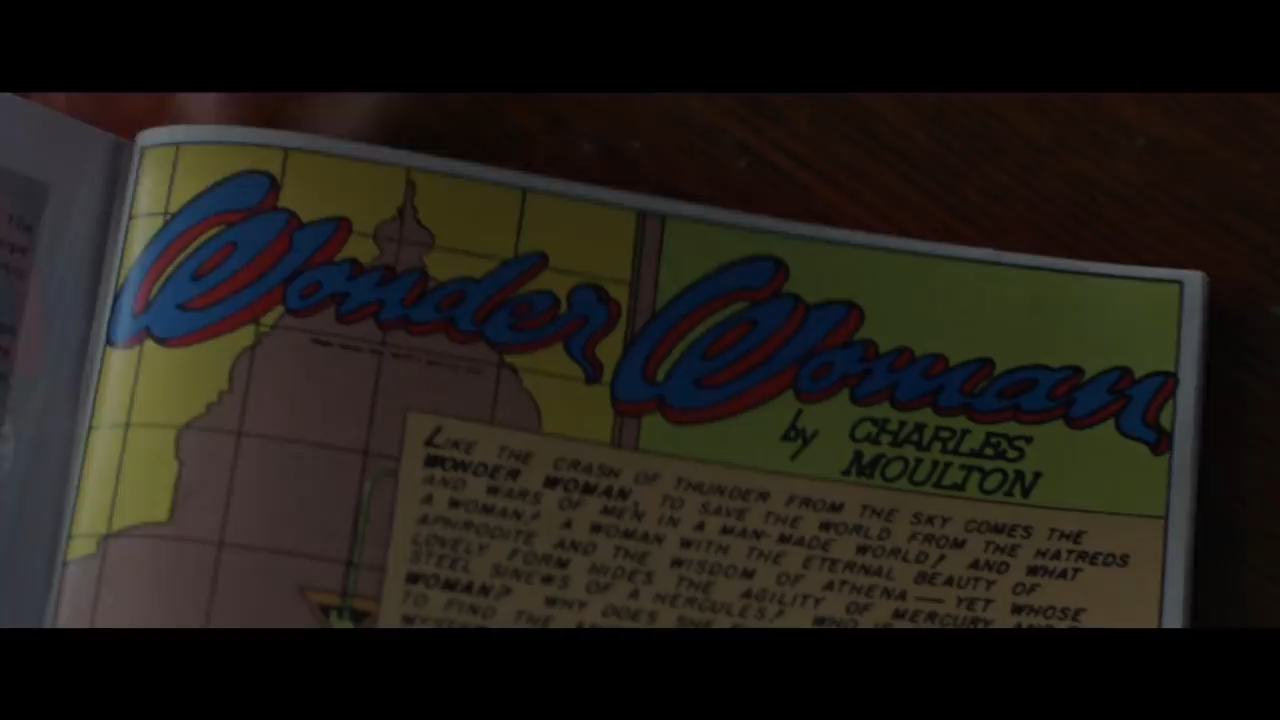 Wonder Woman
by CHARLES
MOULTON
LIKE THE CRASH OF THUNDER FROM THE SKY COMES THE
WONDER WOMAN, TO SAVE THE WORLD FROM THE HATREDS
AND WARS OF MEN IN A MAN-MADE WORLD! AND WHAT
A WOMAN! A WOMAN WITH THE ETERNAL BEAUTY OF
APHRODITE AND THE WISDOM OF ATHENA — YET WHOSE
LOVELY FORM HIDES THE AGILITY OF MERCURY AND
STEEL SINEWS OF A HERCULES! WHO IS
WOMAN? WHY DOES SHE
TO FIND THE